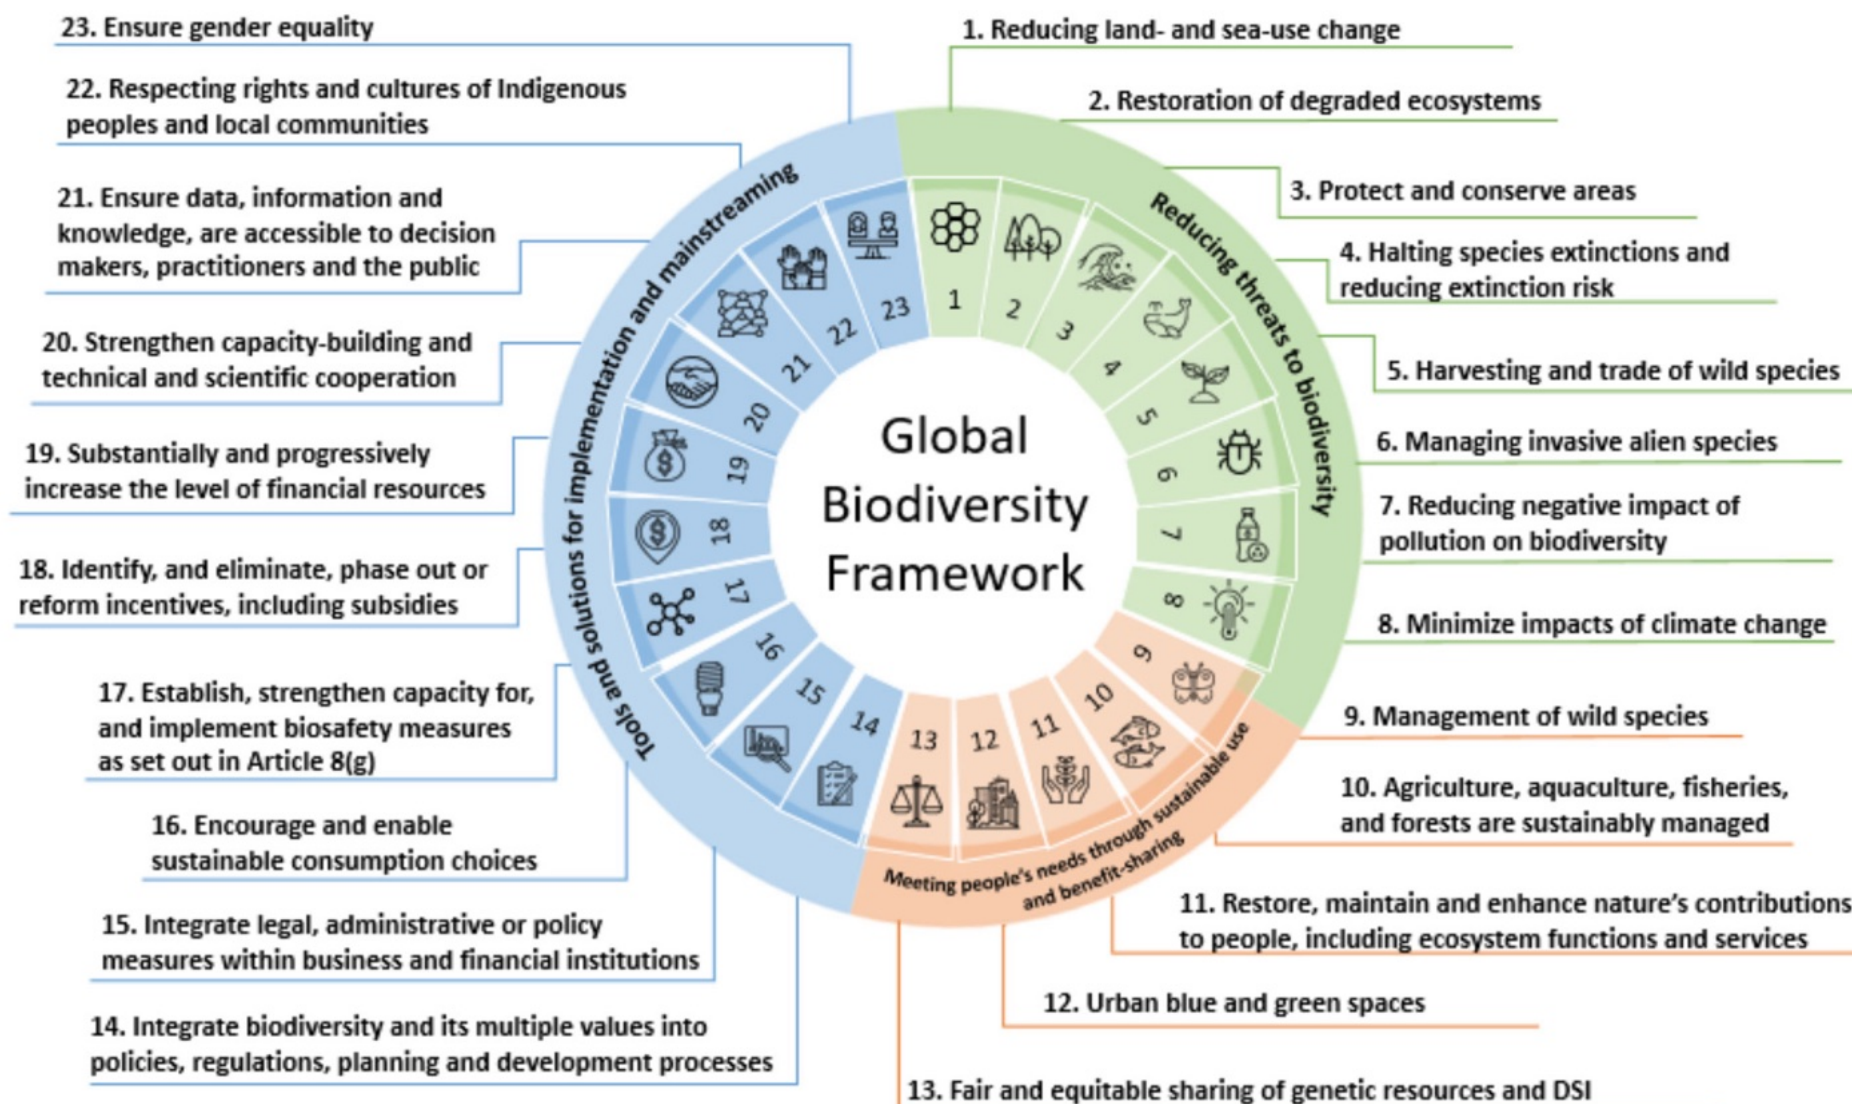 23. Ensure gender equality
22. Respecting rights and cultures of Indigenous
peoples and local communities
21. Ensure data, information and
knowledge, are accessible to decision
makers, practitioners and the public
20. Strengthen capacity-building and
technical and scientific cooperation
19. Substantially and progressively
increase the level of financial resources
18. Identify, and eliminate, phase out or
reform incentives, including subsidies
17. Establish, strengthen capacity for,
and implement biosafety measures
as set out in Article 8(g)
16. Encourage and enable
sustainable consumption choices
15. Integrate legal, administrative or policy
measures within business and financial institutions
14. Integrate biodiversity and its multiple values into
policies, regulations, planning and development processes
1. Reducing land- and sea-use change
2. Restoration of degraded ecosystems
3. Protect and conserve areas
4. Halting species extinctions and
reducing extinction risk
5. Harvesting and trade of wild species
6. Managing invasive alien species
7. Reducing negative impact of
pollution on biodiversity
8. Minimize impacts of climate change
9. Management of wild species
10. Agriculture, aquaculture, fisheries,
and forests are sustainably managed
11. Restore, maintain and enhance nature's contributions
to people, including ecosystem functions and services
12. Urban blue and green spaces
13. Fair and equitable sharing of genetic resources and DSI
Tools and solutions for implementation and mainstreaming
Reducing threats to biodiversity
Meeting people's needs through sustainable use
and benefit-sharing
Global
Biodiversity
Framework
1
2
3
4
5
6
7
8
9
10
11
12
13
14
15
16
17
18
19
20
21
22
23
$
$